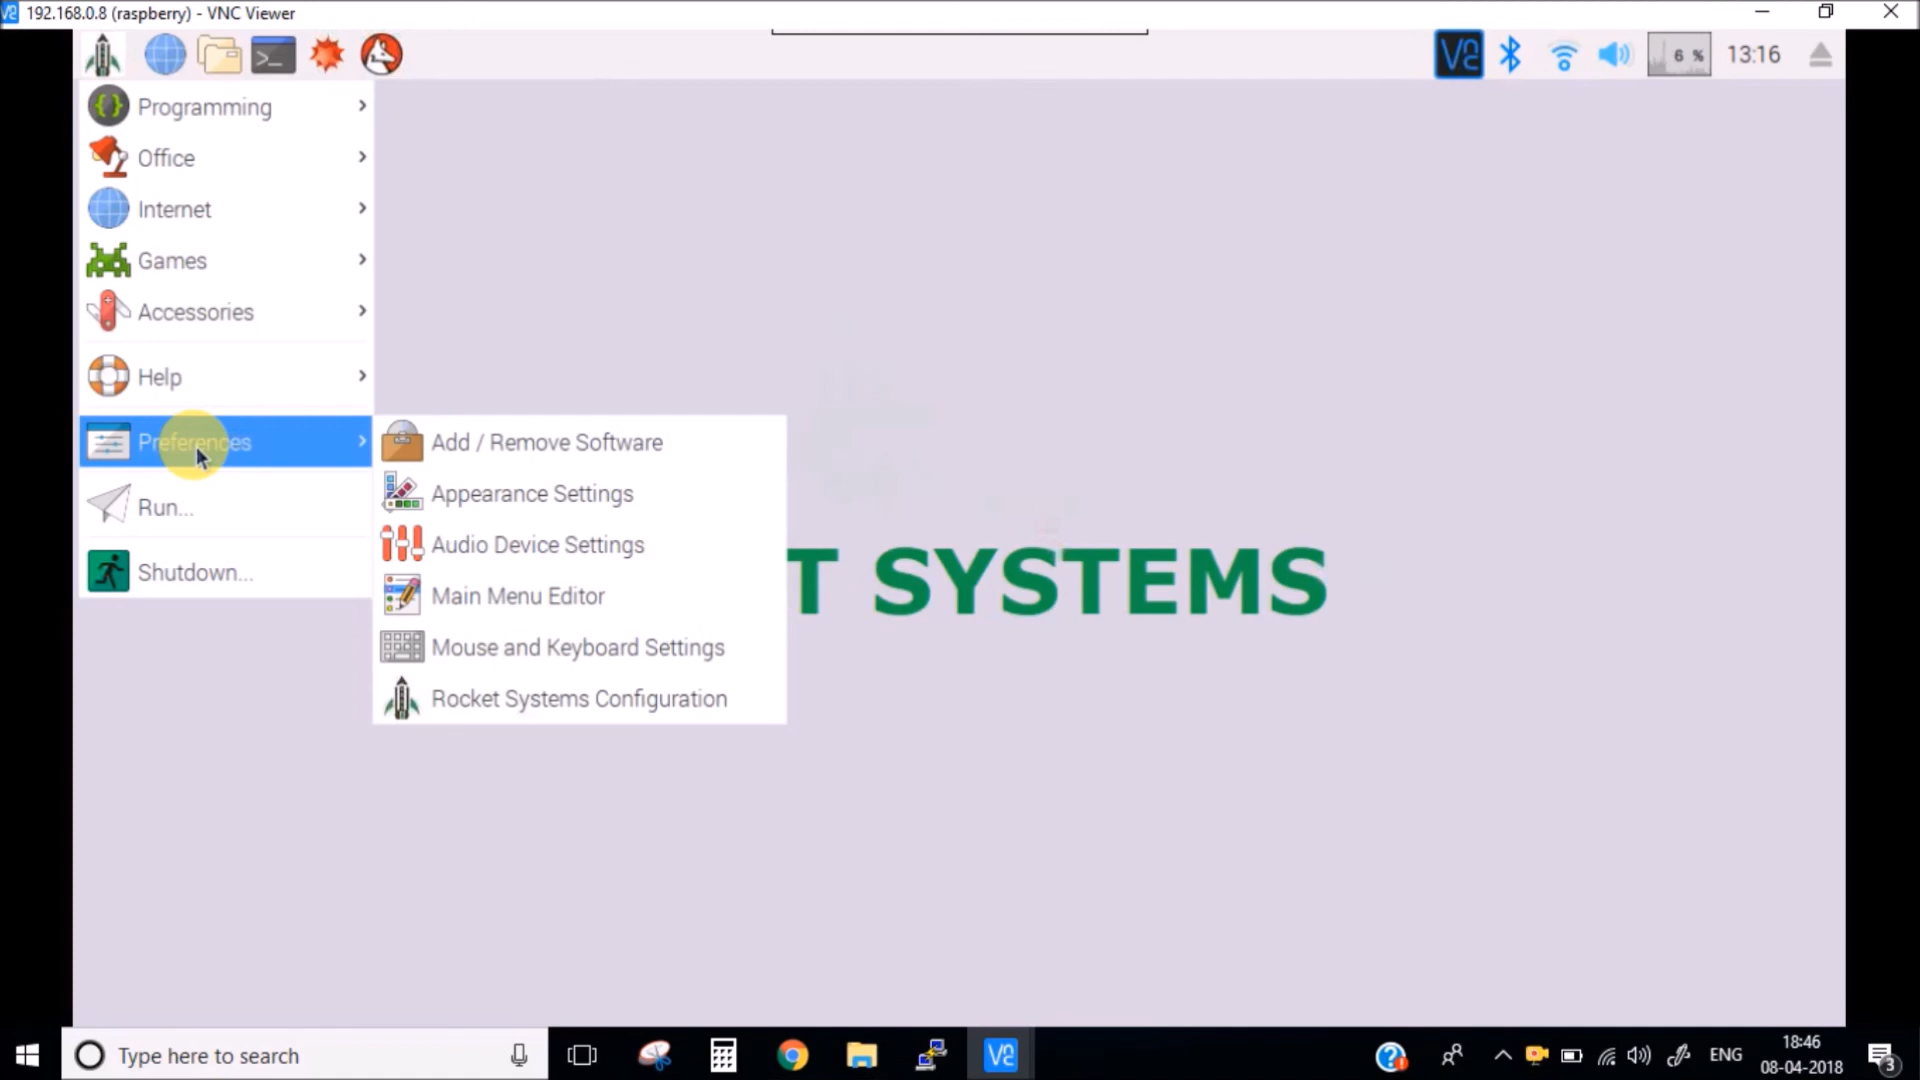 192.168.0.8 (raspberry) - VNC Viewer
6 %
13:16
Programming
Office
Internet
Games
Accessories
Help
Preferences
Run...
Shutdown...
Add / Remove Software
Appearance Settings
Audio Device Settings
Main Menu Editor
Mouse and Keyboard Settings
Rocket Systems Configuration
T SYSTEMS
Type here to search
ENG
18:46
08-04-2018
3